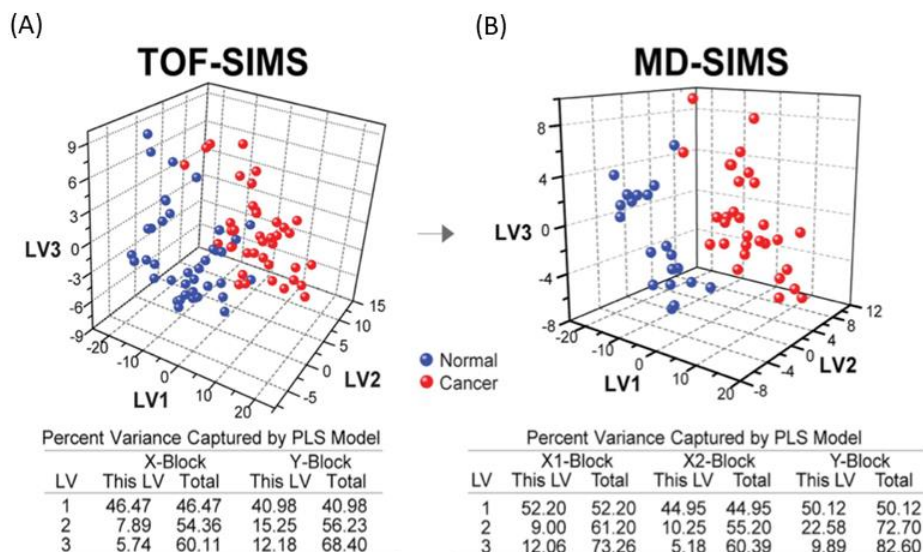 (A)
TOF-SIMS
9
6
3
0
-3
-6
-9
LV3
-20
-10
0
10
20
LV1
-5
0
5
10
15
LV2
(B)
MD-SIMS
8
4
0
-4
-8
LV3
-20
-10
0
10
20
LV1
-8
-4
0
4
8
12
LV2
Normal
Cancer
Percent Variance Captured by PLS Model
X-Block Y-Block
LV This LV Total This LV Total
1 46.47 46.47 40.98 40.98
2 7.89 54.36 15.25 56.23
3 5.74 60.11 12.18 68.40
Percent Variance Captured by PLS Model
X1-Block X2-Block Y-Block
LV This LV Total This LV Total This LV Total
1 52.20 52.20 44.95 44.95 50.12 50.12
2 9.00 61.20 10.25 55.20 22.58 72.70
3 12.06 73.26 5.18 60.39 9.89 82.60